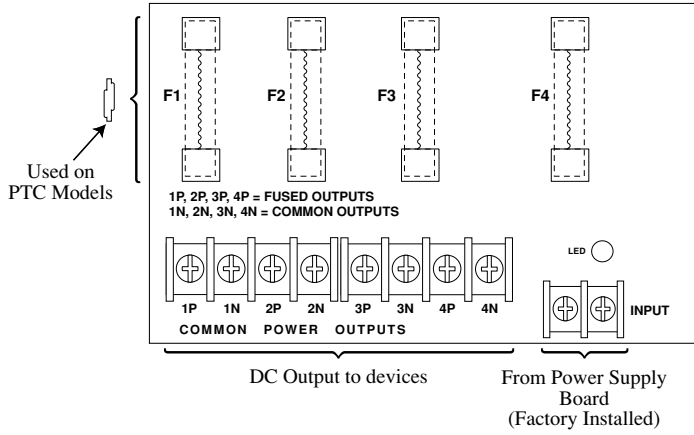 F1 F2 F3 F4
Used on
PTC Models
1P, 2P, 3P, 4P = FUSED OUTPUTS
1N, 2N, 3N, 4N = COMMON OUTPUTS
LED
1P 1N 2P 2N 3P 3N 4P 4N
INPUT
COMMON POWER OUTPUTS
DC Output to devices
From Power Supply
Board
(Factory Installed)